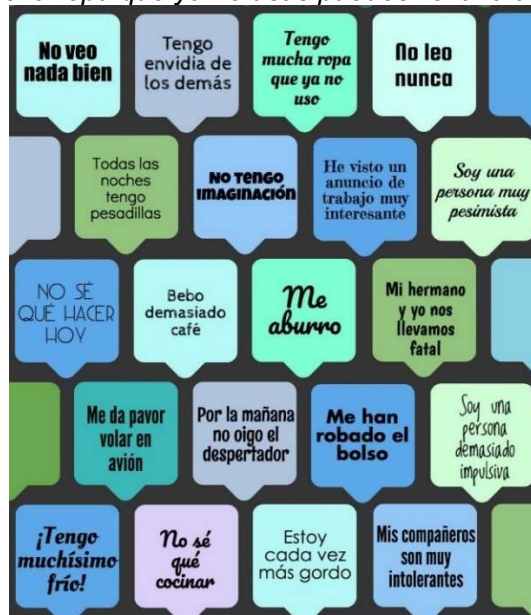 No veo
nada bien
Tengo
envidia de
los demás
Tengo
mucha ropa
que ya no
uso
No leo
nunca
Todas las
noches
tengo
pesadillas
NO TENGO
IMAGINACIÓN
He visto un
anuncio de
trabajo muy
interesante
Soy una
persona muy
pesimista
NO SÉ
QUÉ HACER
HOY
Bebo
demasiado
café
Me
aburro
Mi hermano
y yo nos
llevamos
fatal
Me da pavor
volar en
avión
Por la mañana
no oigo el
despertador
Me han
robado el
bolso
Soy una
persona
demasiado
impulsiva
¡Tengo
muchísimo
frío!
No sé
qué
cocinar
Estoy
cada vez
más gordo
Mis compañeros
son muy
intolerantes